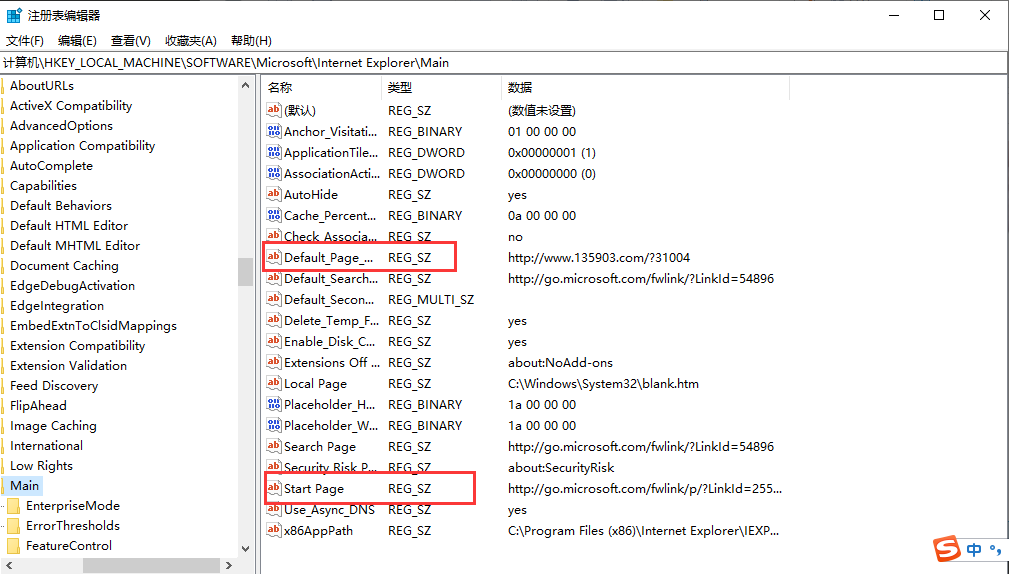 注册表编辑器
文件(F) 编辑(E) 查看(V) 收藏夹(A) 帮助(H)
计算机\HKEY_LOCAL_MACHINE\SOFTWARE\Microsoft\Internet Explorer\Main
AboutURLs
ActiveX Compatibility
AdvancedOptions
Application Compatibility
AutoComplete
Capabilities
Default Behaviors
Default HTML Editor
Default MHTML Editor
Document Caching
EdgeDebugActivation
EdgeIntegration
EmbedExtnToClsidMappings
Extension Compatibility
Extension Validation
Feed Discovery
FlipAhead
Image Caching
International
Low Rights
Main
EnterpriseMode
ErrorThresholds
FeatureControl
名称 类型 数据
(默认) REG_SZ (数值未设置)
Anchor_Visitati... REG_BINARY 01 00 00 00
ApplicationTile... REG_DWORD 0x00000001 (1)
AssociationActi... REG_DWORD 0x00000000 (0)
AutoHide REG_SZ yes
Cache_Percent... REG_BINARY 0a 00 00 00
Check_Associa... REG_SZ no
Default_Page_... REG_SZ http://www.135903.com/?31004
Default_Search... REG_SZ http://go.microsoft.com/fwlink/?LinkId=54896
Default_Secon... REG_MULTI_SZ
Delete_Temp_F... REG_SZ yes
Enable_Disk_C... REG_SZ yes
Extensions Off ... REG_SZ about:NoAdd-ons
Local Page REG_SZ C:\Windows\System32\blank.htm
Placeholder_H... REG_BINARY 1a 00 00 00
Placeholder_W... REG_BINARY 1a 00 00 00
Search Page REG_SZ http://go.microsoft.com/fwlink/?LinkId=54896
Security Risk P... REG_SZ about:SecurityRisk
Start Page REG_SZ http://go.microsoft.com/fwlink/p/?LinkId=255...
Use_Async_DNS REG_SZ yes
x86AppPath REG_SZ C:\Program Files (x86)\Internet Explorer\IEXP...
S 中 °,